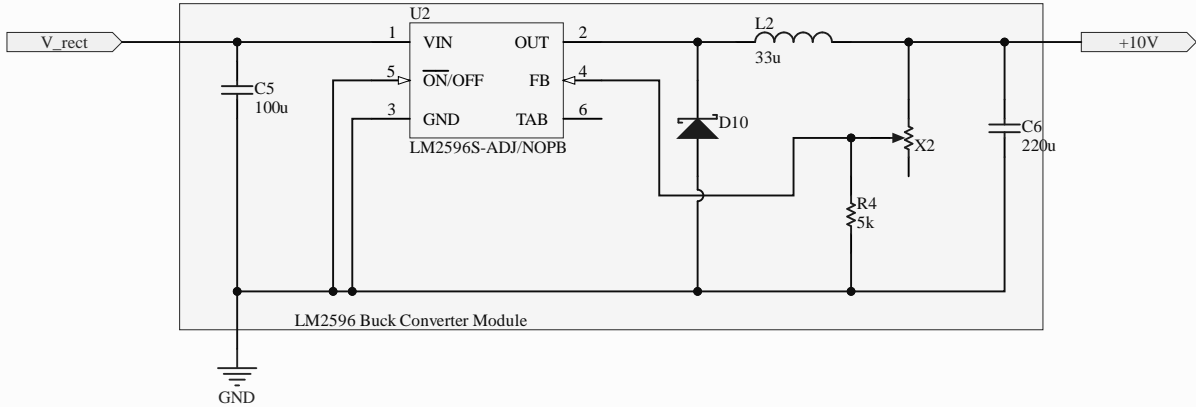 U2
V_rect
1
VIN
OUT
2
L2
33u
+10V
5
ON/OFF
FB
4
C5
100u
3
GND
TAB
6
D10
C6
220u
X2
LM2596S-ADJ/NOPB
R4
5k
LM2596 Buck Converter Module
GND